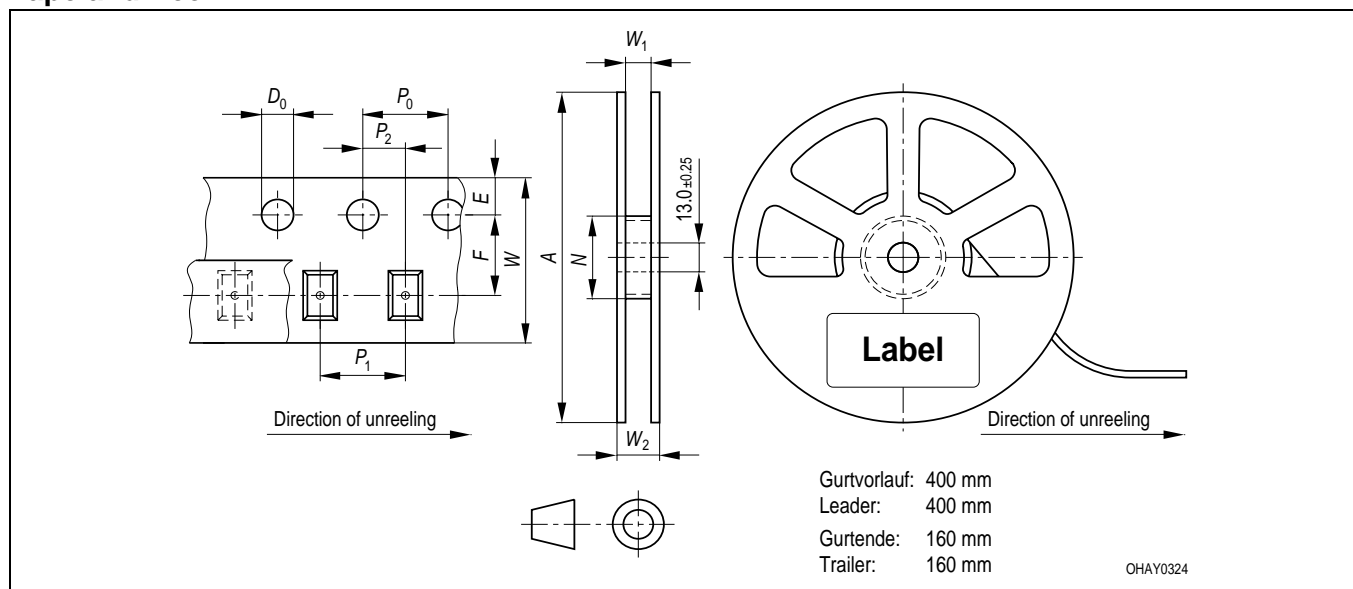 W1
D0
P0
P2
E
F
W
A
N
13.0 ±0.25
P1
W2
Label
Direction of unreeling
Direction of unreeling
Gurtvorlauf: 400 mm
Leader: 400 mm
Gurtende: 160 mm
Trailer: 160 mm
OHAY0324